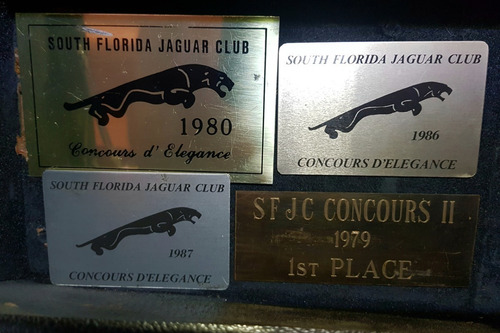 SOUTH FLORIDA JAGUAR CLUB
1980
Concours d' Elegance
SOUTH FLORIDA JAGUAR CLUB
1986
CONCOURS D'ELEGANCE
SOUTH FLORIDA JAGUAR CLUB
1987
CONCOURS D'ELEGANCE
SFJC CONCOURS II
1979
1ST PLACE